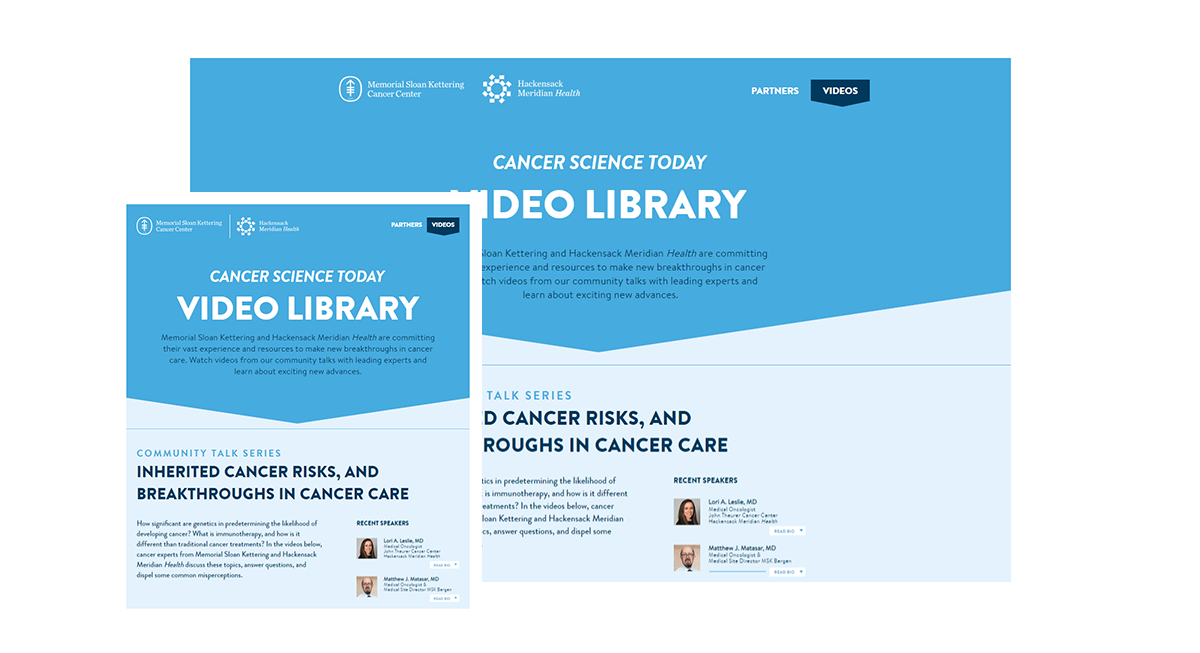 Memorial Sloan Kettering
Cancer Center
Hackensack
Meridian Health
PARTNERS
VIDEOS
CANCER SCIENCE TODAY
VIDEO LIBRARY
Sloan Kettering and Hackensack Meridian Health are committing
experience and resources to make new breakthroughs in cancer
atch videos from our community talks with leading experts and
learn about exciting new advances.
TALK SERIES
D CANCER RISKS, AND
ROUGHS IN CANCER CARE
tics in predetermining the likelihood of
is immunotherapy, and how is it different
eatments? In the videos below, cancer
Sloan Kettering and Hackensack Meridian
cs, answer questions, and dispel some
RECENT SPEAKERS
Lori A. Leslie, MD
Medical Oncologist
John Theurer Cancer Center
Hackensack Meridian Health
READ BIO
Matthew J. Matasar, MD
Medical Oncologist &
Medical Site Director MSK Bergen
READ BIO
Memorial Sloan Kettering
Cancer Center
Hackensack
Meridian Health
PARTNERS
VIDEOS
CANCER SCIENCE TODAY
VIDEO LIBRARY
Memorial Sloan Kettering and Hackensack Meridian Health are committing
their vast experience and resources to make new breakthroughs in cancer
care. Watch videos from our community talks with leading experts and
learn about exciting new advances.
COMMUNITY TALK SERIES
INHERITED CANCER RISKS, AND
BREAKTHROUGHS IN CANCER CARE
How significant are genetics in predetermining the likelihood of
developing cancer? What is immunotherapy, and how is it
different than traditional cancer treatments? In the videos below,
cancer experts from Memorial Sloan Kettering and Hackensack
Meridian Health discuss these topics, answer questions, and
dispel some common misperceptions.
RECENT SPEAKERS
Lori A. Leslie, MD
Medical Oncologist
John Theurer Cancer Center
Hackensack Meridian Health
READ BIO
Matthew J. Matasar, MD
Medical Oncologist &
Medical Site Director MSK Bergen
READ BIO